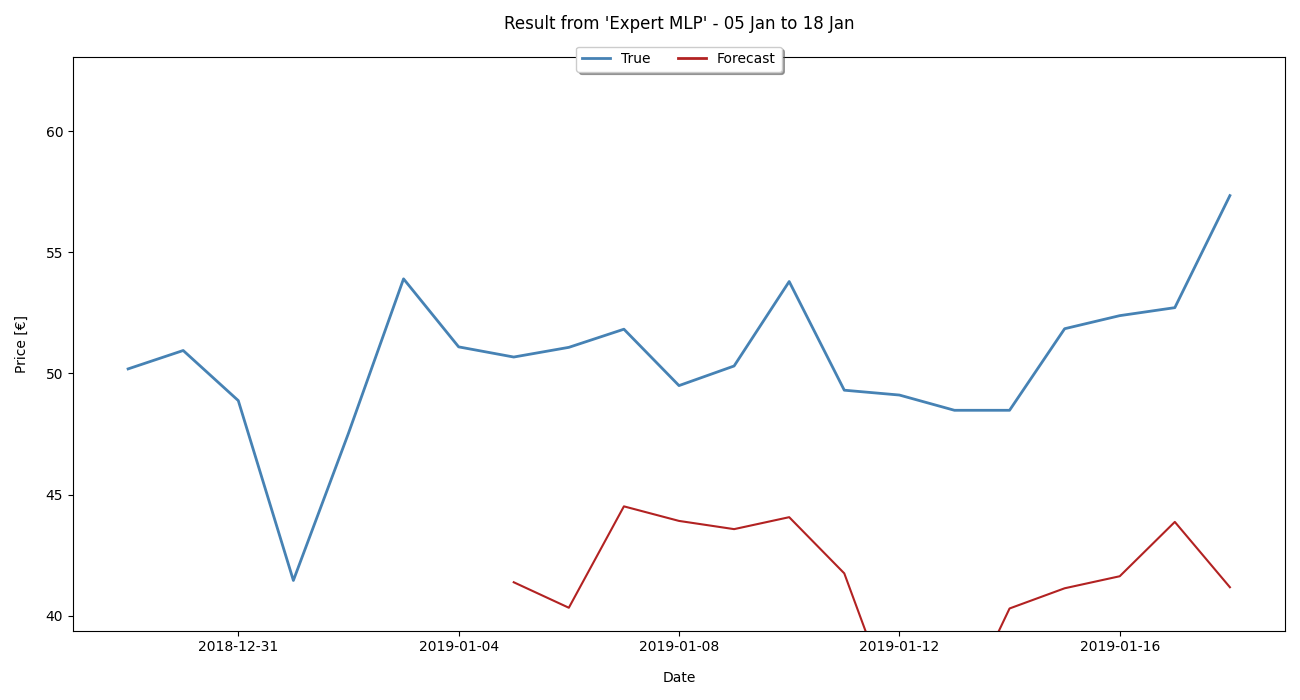 Result from 'Expert MLP' - 05 Jan to 18 Jan
True Forecast
60
55
50
45
40
Price [€]
2018-12-31 2019-01-04 2019-01-08 2019-01-12 2019-01-16
Date